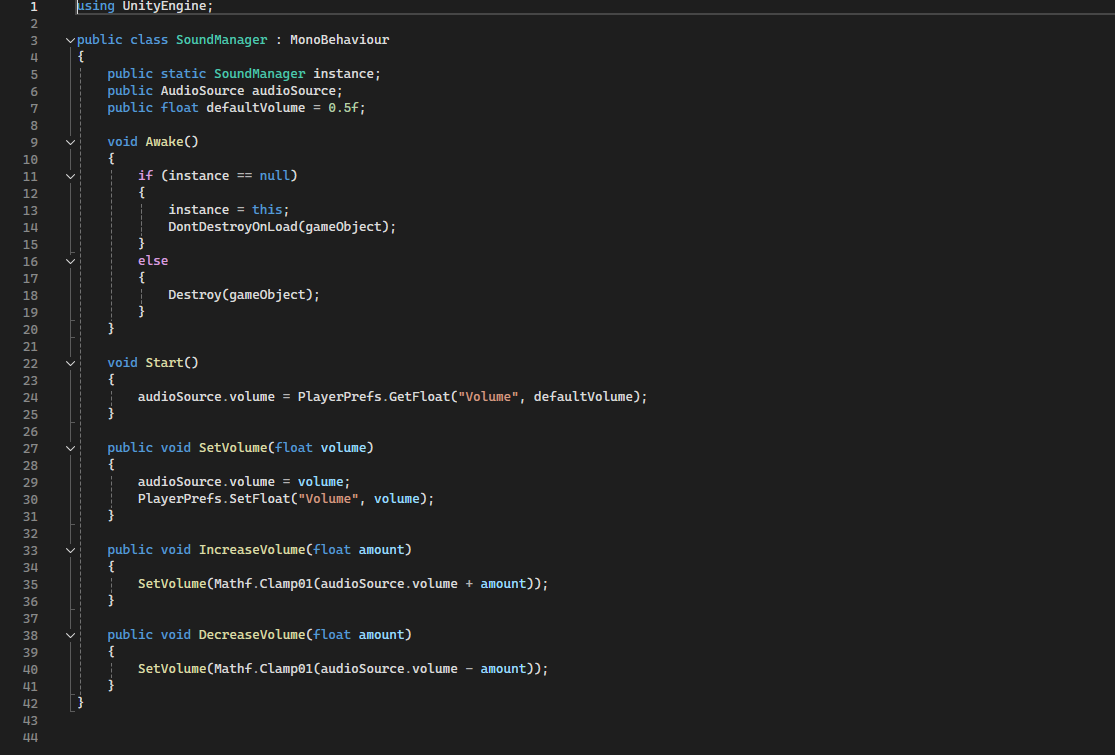 1 using UnityEngine;
2
3 public class SoundManager : MonoBehaviour
4 {
5     public static SoundManager instance;
6     public AudioSource audioSource;
7     public float defaultVolume = 0.5f;
8
9     void Awake()
10     {
11         if (instance == null)
12         {
13             instance = this;
14             DontDestroyOnLoad(gameObject);
15         }
16         else
17         {
18             Destroy(gameObject);
19         }
20     }
21
22     void Start()
23     {
24         audioSource.volume = PlayerPrefs.GetFloat("Volume", defaultVolume);
25     }
26
27     public void SetVolume(float volume)
28     {
29         audioSource.volume = volume;
30         PlayerPrefs.SetFloat("Volume", volume);
31     }
32
33     public void IncreaseVolume(float amount)
34     {
35         SetVolume(Mathf.Clamp01(audioSource.volume + amount));
36     }
37
38     public void DecreaseVolume(float amount)
39     {
40         SetVolume(Mathf.Clamp01(audioSource.volume - amount));
41     }
42 }
43
44